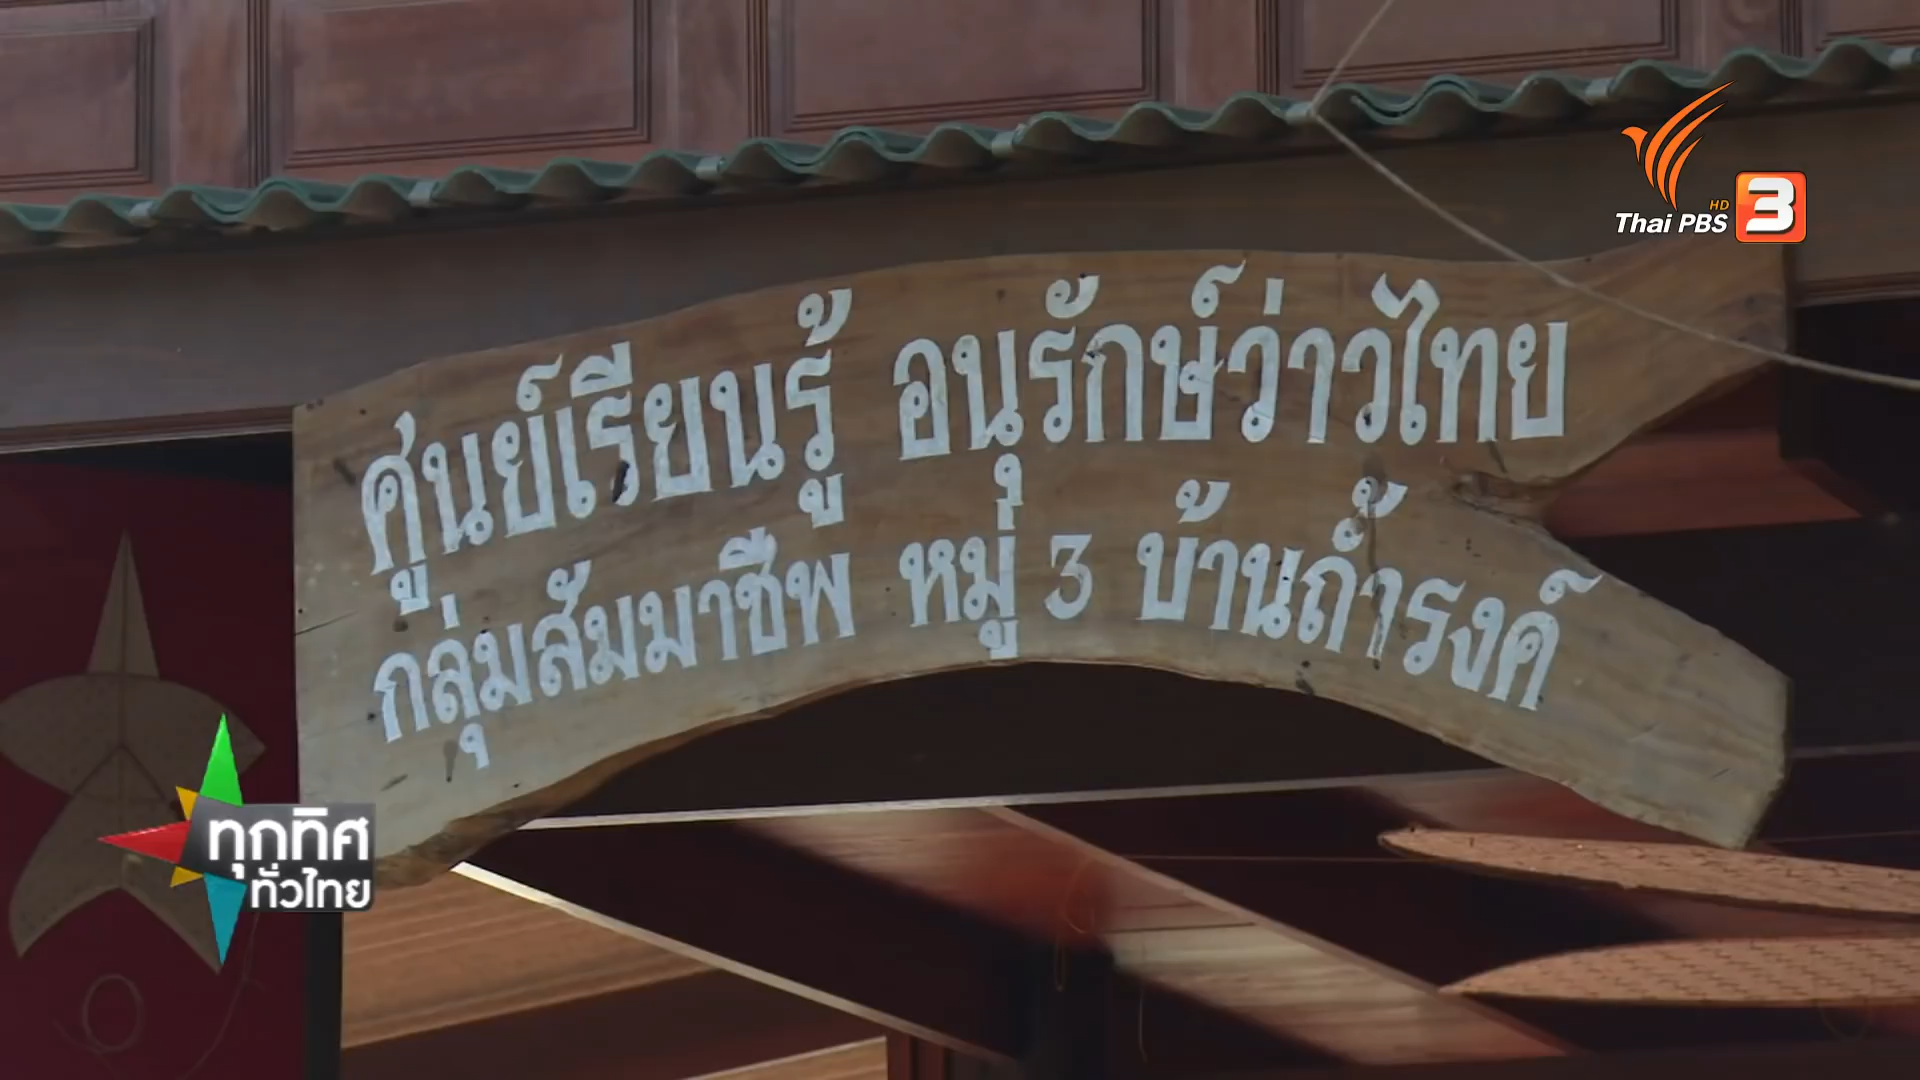 HD
Thai PBS 3
ศูนย์เรียนรู้ อนุรักษ์ว่าวไทย
กลุ่มสัมมาชีพ หมู่ 3 บ้านถ้ำรงค์
ทุกทิศ
ทั่วไทย